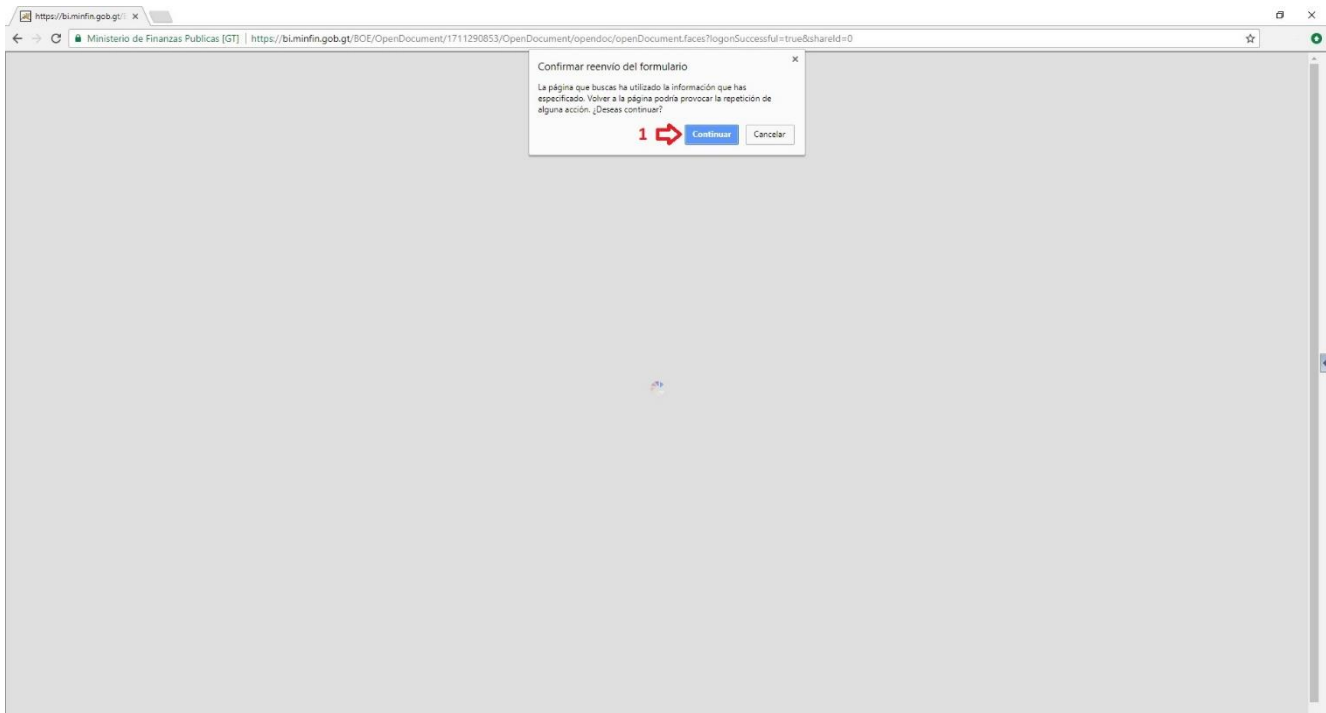 https://bi.minfin.gob.gt/
Ministerio de Finanzas Publicas [GT] | https://bi.minfin.gob.gt/BOE/OpenDocument/1711290853/OpenDocument/opendoc/openDocument.faces?logonSuccessful=true&shareId=0
Confirmar reenvío del formulario
La página que buscas ha utilizado la información que has
especificado. Volver a la página podría provocar la repetición de
alguna acción. ¿Deseas continuar?
1 Continuar Cancelar